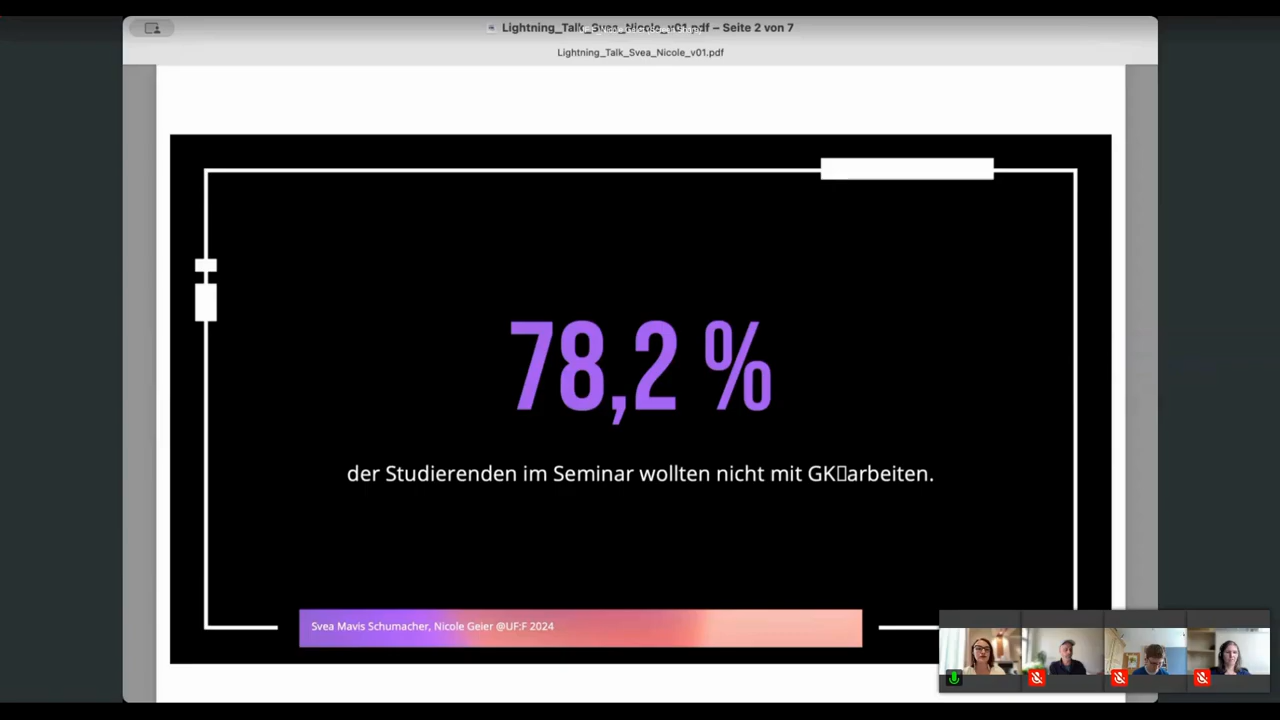 Lightning_Talk_Svea_Nicole_v01.pdf – Seite 2 von 7
Lightning_Talk_Svea_Nicole_v01.pdf
78,2 %
der Studierenden im Seminar wollten nicht mit GK▯arbeiten.
Svea Mavis Schumacher, Nicole Geier @UF:F 2024